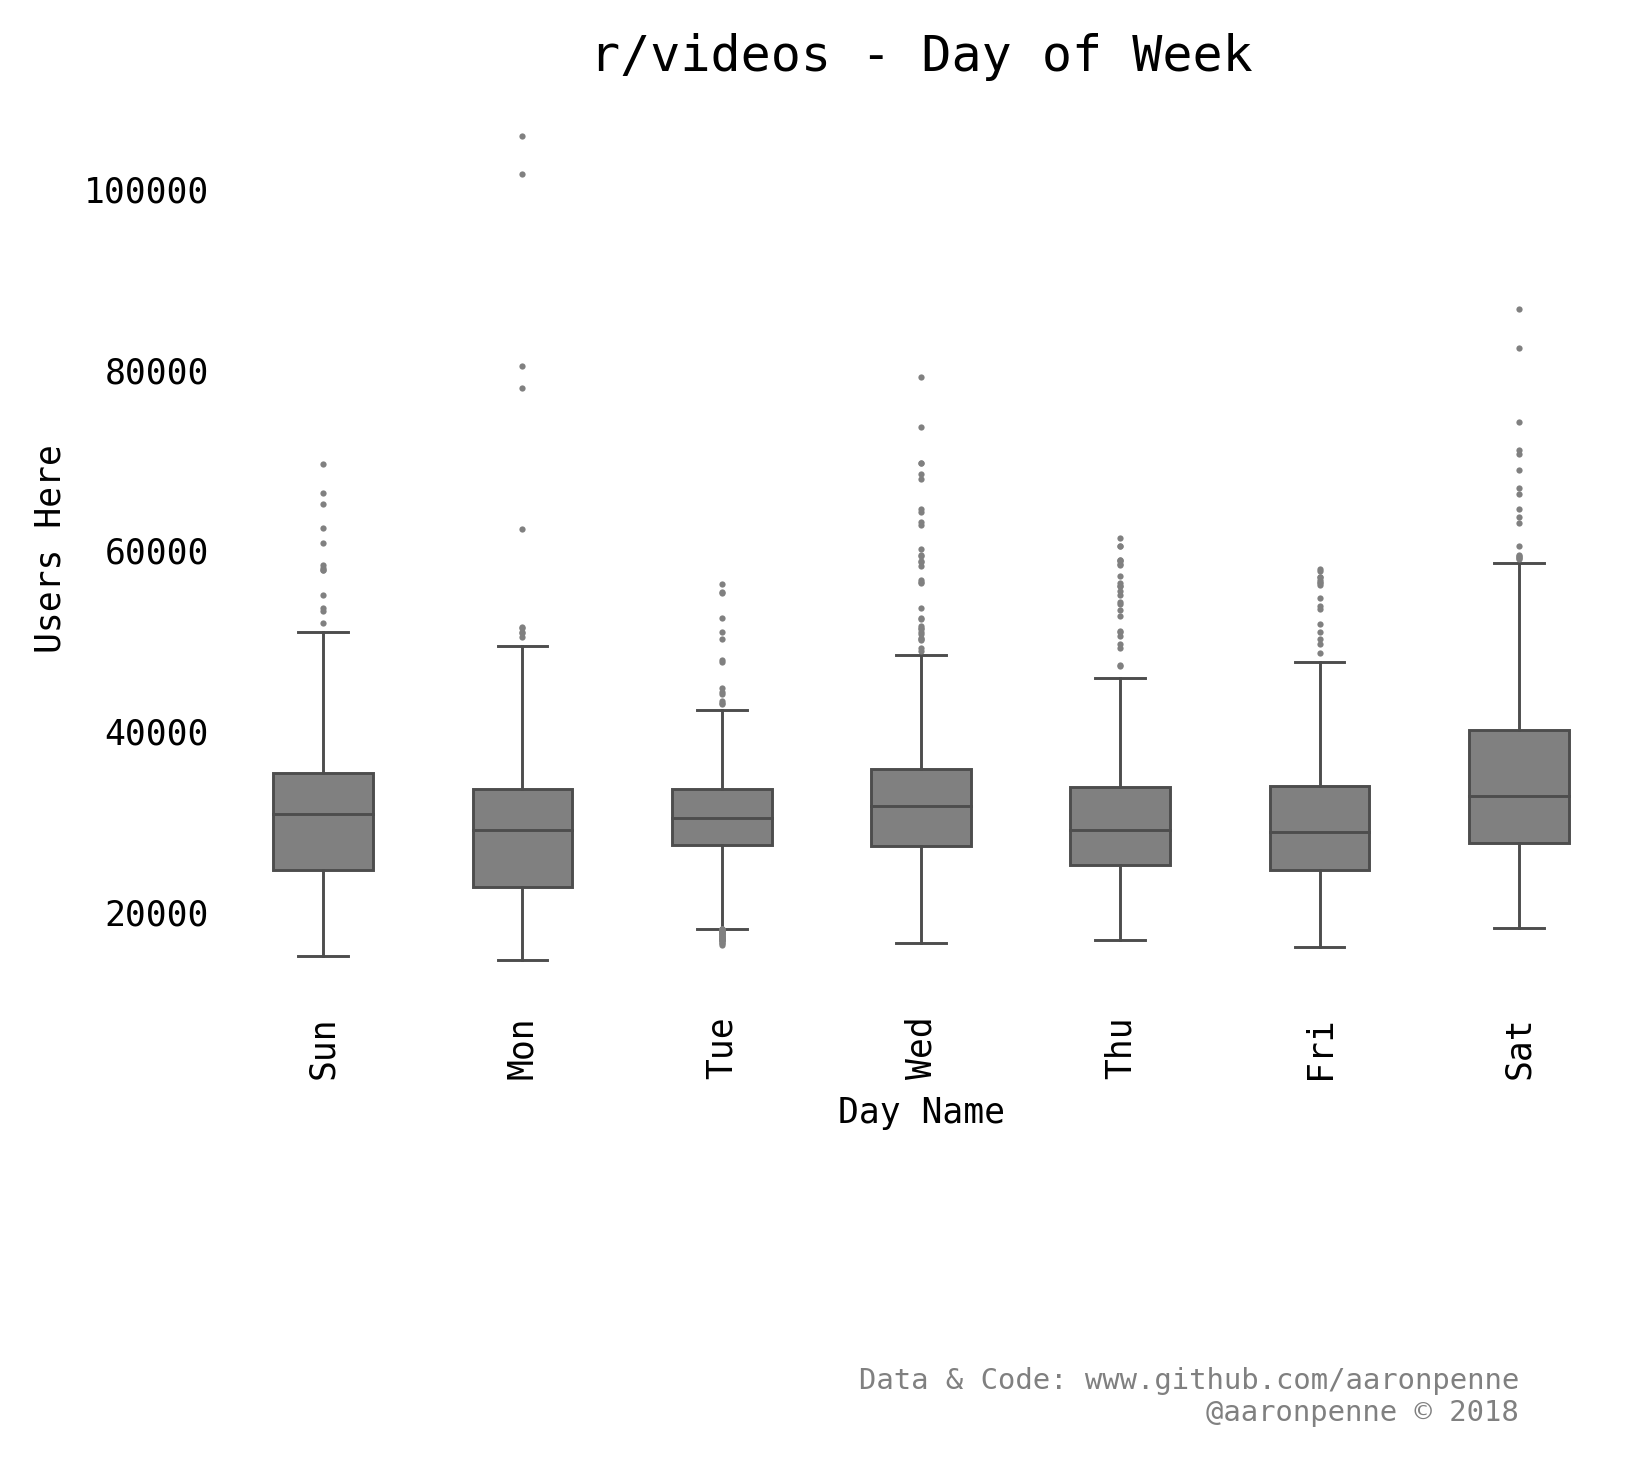 r/videos - Day of Week
100000
80000
60000
40000
20000
Users Here
Sun
Mon
Tue
Wed
Thu
Fri
Sat
Day Name
Data & Code: www.github.com/aaronpenne
@aaronpenne © 2018